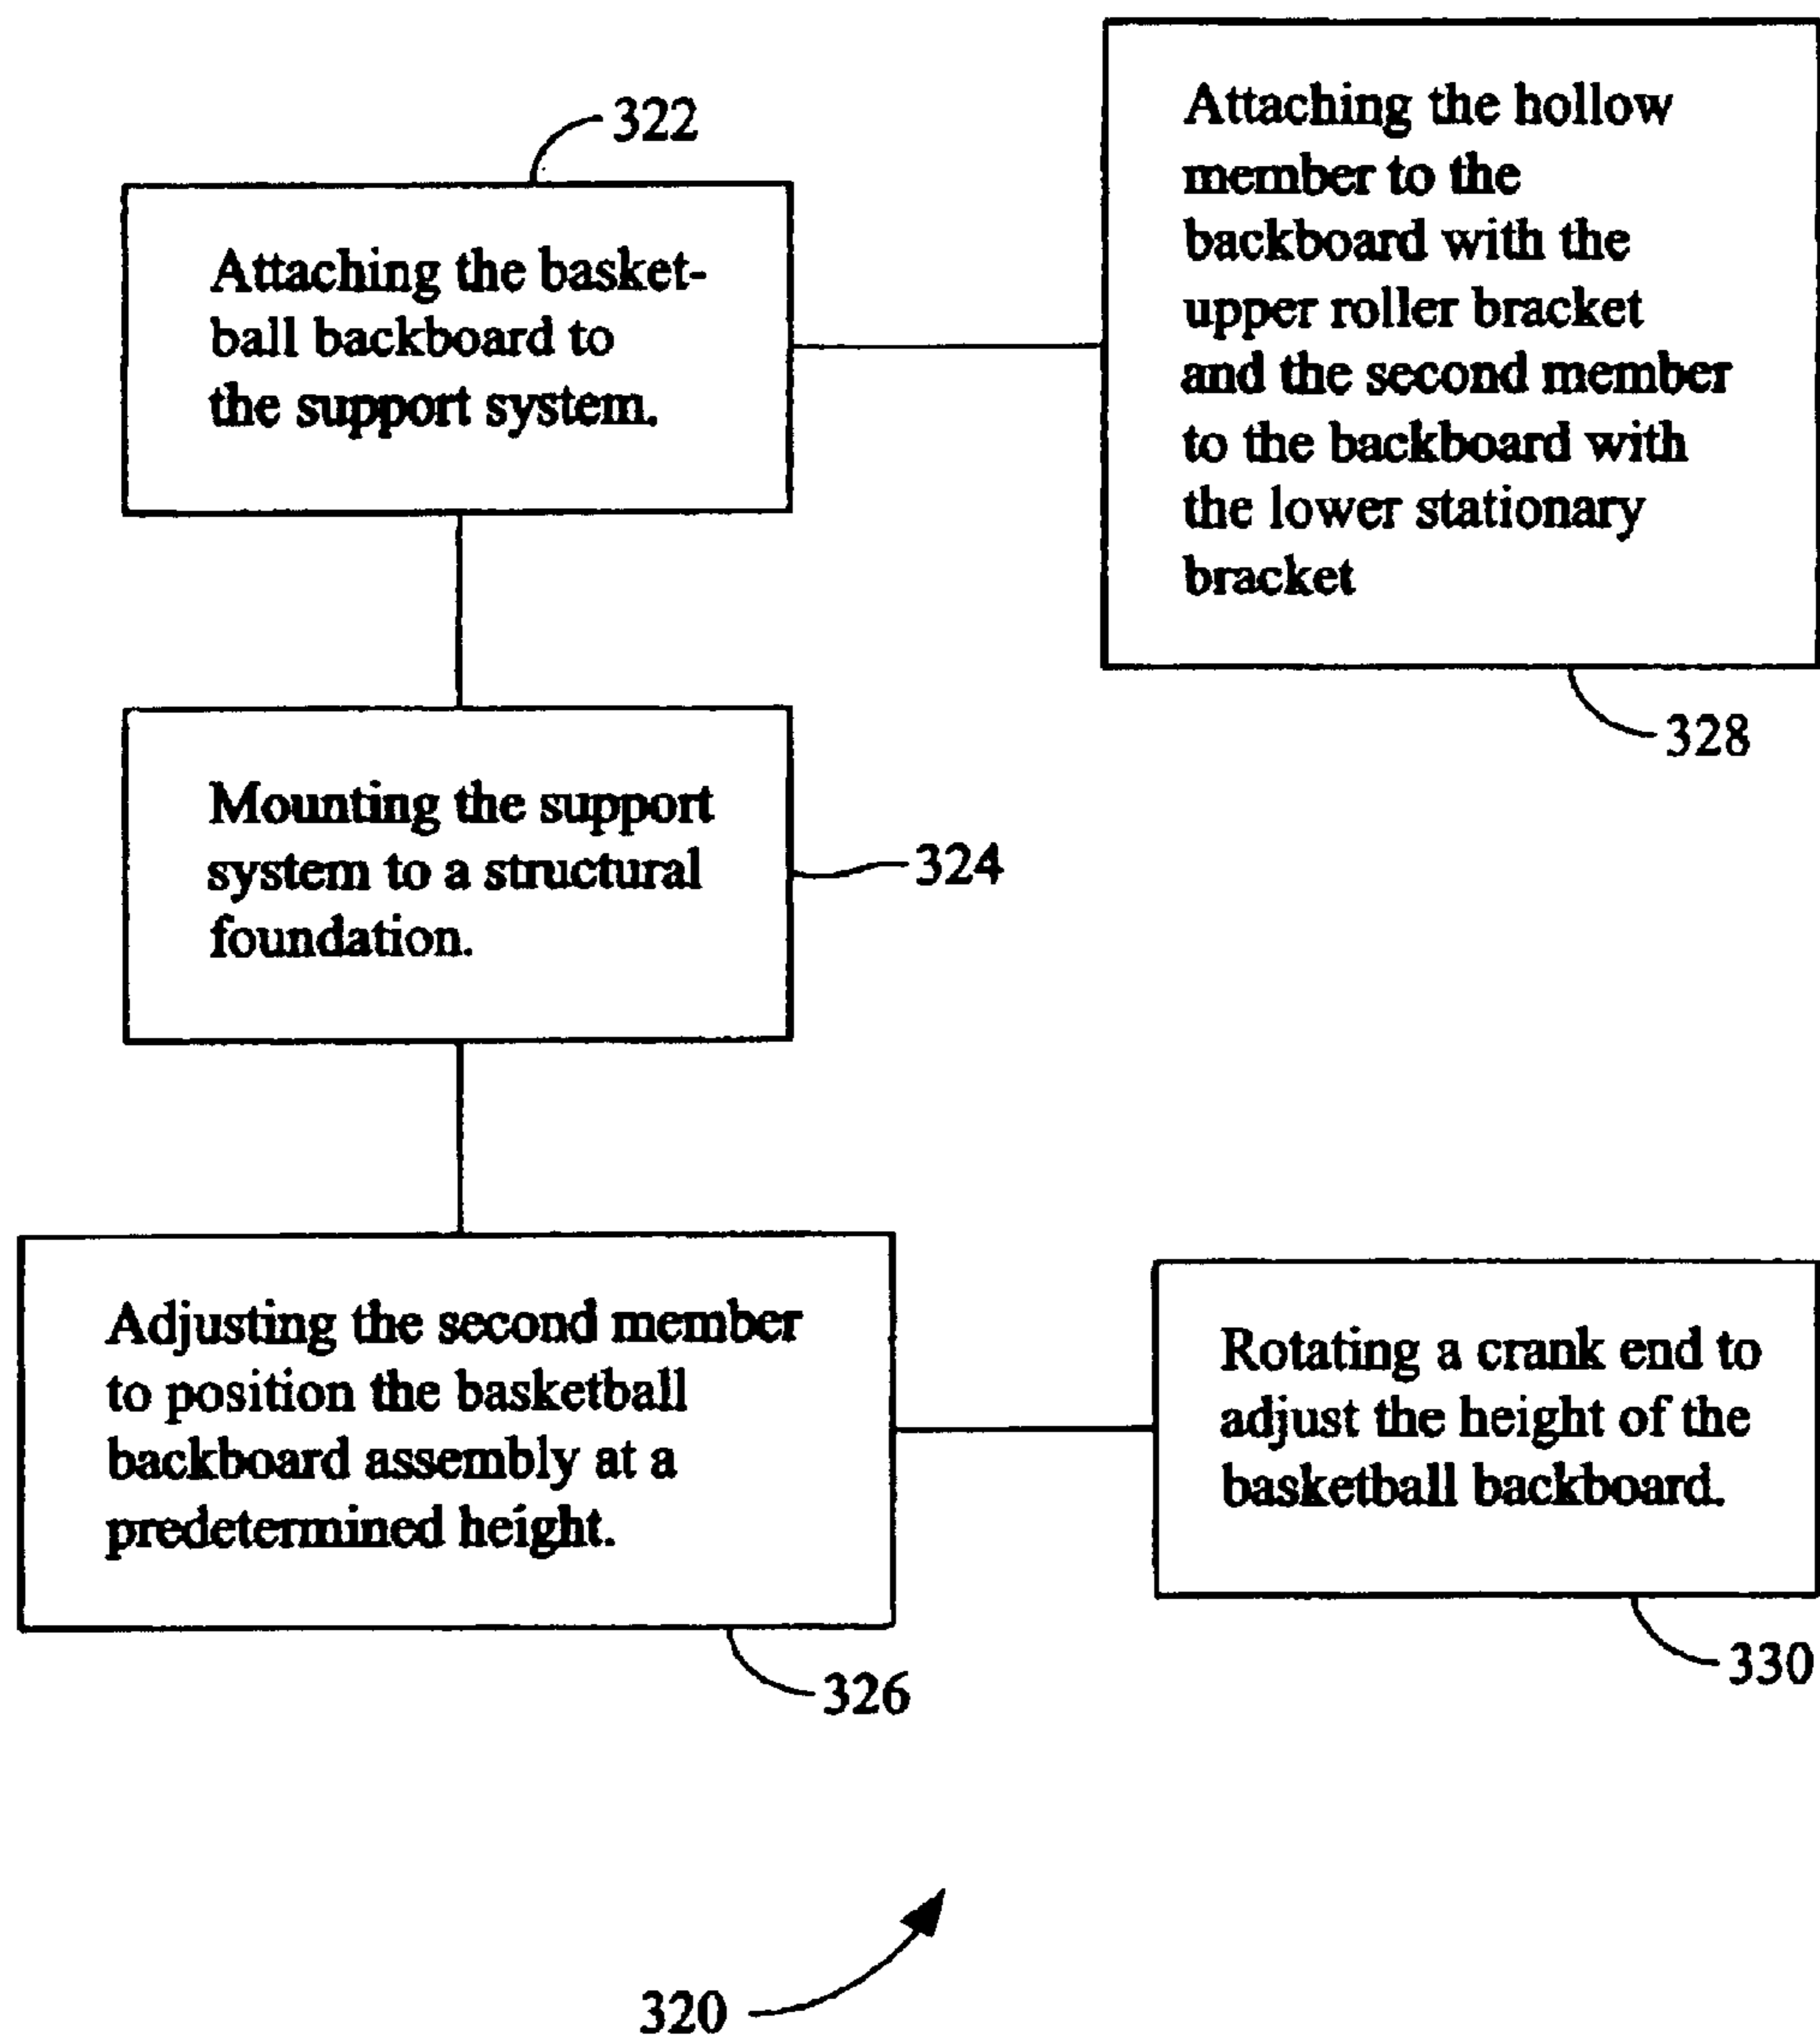 322
Attaching the basket-
ball backboard to
the support system.
Attaching the hollow
member to the
backboard with the
upper roller bracket
and the second member
to the backboard with
the lower stationary
bracket
328
Mounting the support
system to a structural
foundation.
324
Adjusting the second member
to position the basketball
backboard assembly at a
predetermined height.
326
Rotating a crank end to
adjust the height of the
basketball backboard.
330
320